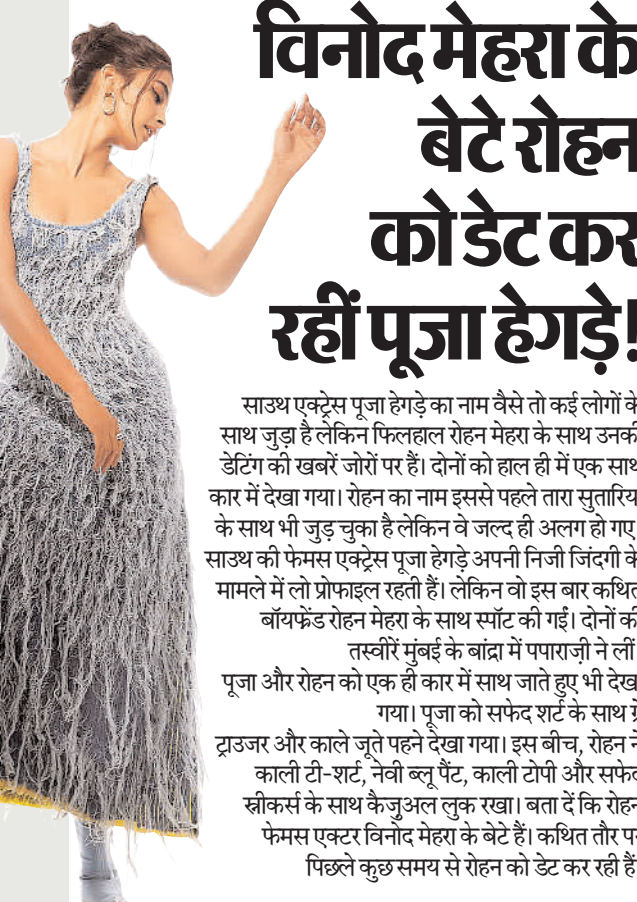 विनोद मेहरा के
बेटे रोहन
को डेट कर
रहीं पूजा हेगड़े!
साउथ एक्ट्रेस पूजा हेगड़े का नाम वैसे तो कई लोगों के
साथ जुड़ा है लेकिन फिलहाल रोहन मेहरा के साथ उनकी
डेटिंग की खबरें जोरों पर हैं। दोनों को हाल ही में एक साथ
कार में देखा गया। रोहन का नाम इससे पहले तारा सुतारिय
के साथ भी जुड़ चुका है लेकिन वे जल्द ही अलग हो गए
साउथ की फेमस एक्ट्रेस पूजा हेगड़े अपनी निजी जिंदगी के
मामले में लो प्रोफाइल रहती हैं। लेकिन वो इस बार कथित
बॉयफ्रेंड रोहन मेहरा के साथ स्पॉट की गईं। दोनों की
तस्वीरें मुंबई के बांद्रा में पपाराज़ी ने लीं
पूजा और रोहन को एक ही कार में साथ जाते हुए भी देखा
गया। पूजा को सफेद शर्ट के साथ ग्रे
ट्राउजर और काले जूते पहने देखा गया। इस बीच, रोहन ने
काली टी-शर्ट, नेवी ब्लू पैंट, काली टोपी और सफेद
स्नीकर्स के साथ कैजुअल लुक रखा। बता दें कि रोहन
फेमस एक्टर विनोद मेहरा के बेटे हैं। कथित तौर पर
पिछले कुछ समय से रोहन को डेट कर रही हैं